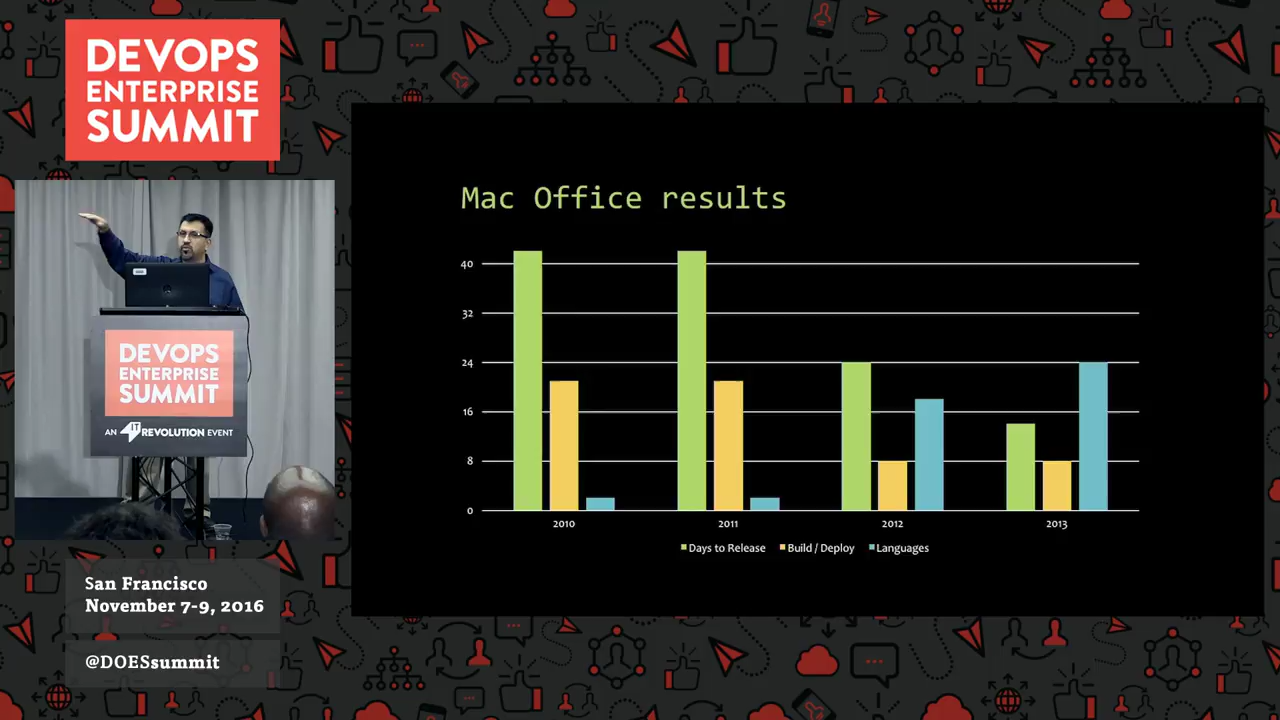 DEVOPS
ENTERPRISE
SUMMIT
DEVOPS
ENTERPRISE
SUMMIT
AN IT REVOLUTION EVENT
San Francisco
November 7-9, 2016
@DOESsummit
Mac Office results
40
32
24
16
8
0
2010 2011 2012 2013
Days to Release Build / Deploy Languages